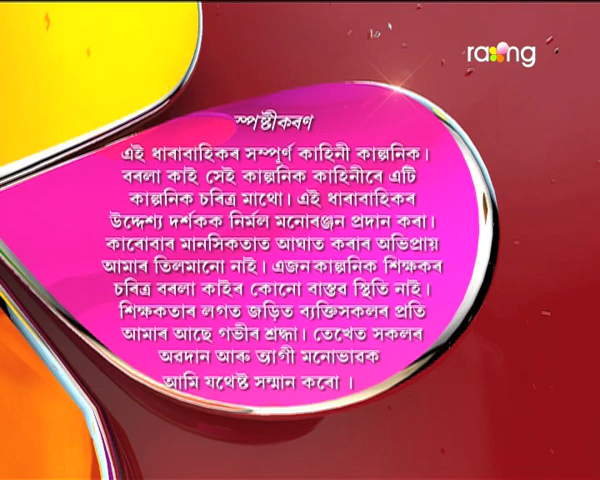 rang
স্পষ্টীকৰণ
এই ধাৰাবাহিকৰ সম্পূৰ্ণ কাহিনী কাল্পনিক।
বৰলা কাই সেই কাল্পনিক কাহিনীৰে এটি
কাল্পনিক চৰিত্ৰ মাথো। এই ধাৰাবাহিকৰ
উদ্দেশ্য দৰ্শকক নিৰ্মল মনোৰঞ্জন প্ৰদান কৰা।
কাৰোবাৰ মানসিকতাত আঘাত কৰাৰ অভিপ্ৰায়
আমাৰ তিলমানো নাই। এজন কাল্পনিক শিক্ষকৰ
চৰিত্ৰ বৰলা কাইৰ কোনো বাস্তৱ স্থিতি নাই।
শিক্ষকতাৰ লগত জড়িত ব্যক্তিসকলৰ প্ৰতি
আমাৰ আছে গভীৰ শ্ৰদ্ধা। তেখেত সকলৰ
অৱদান আৰু ত্যাগী মনোভাৱক
আমি যথেষ্ট সন্মান কৰো ।